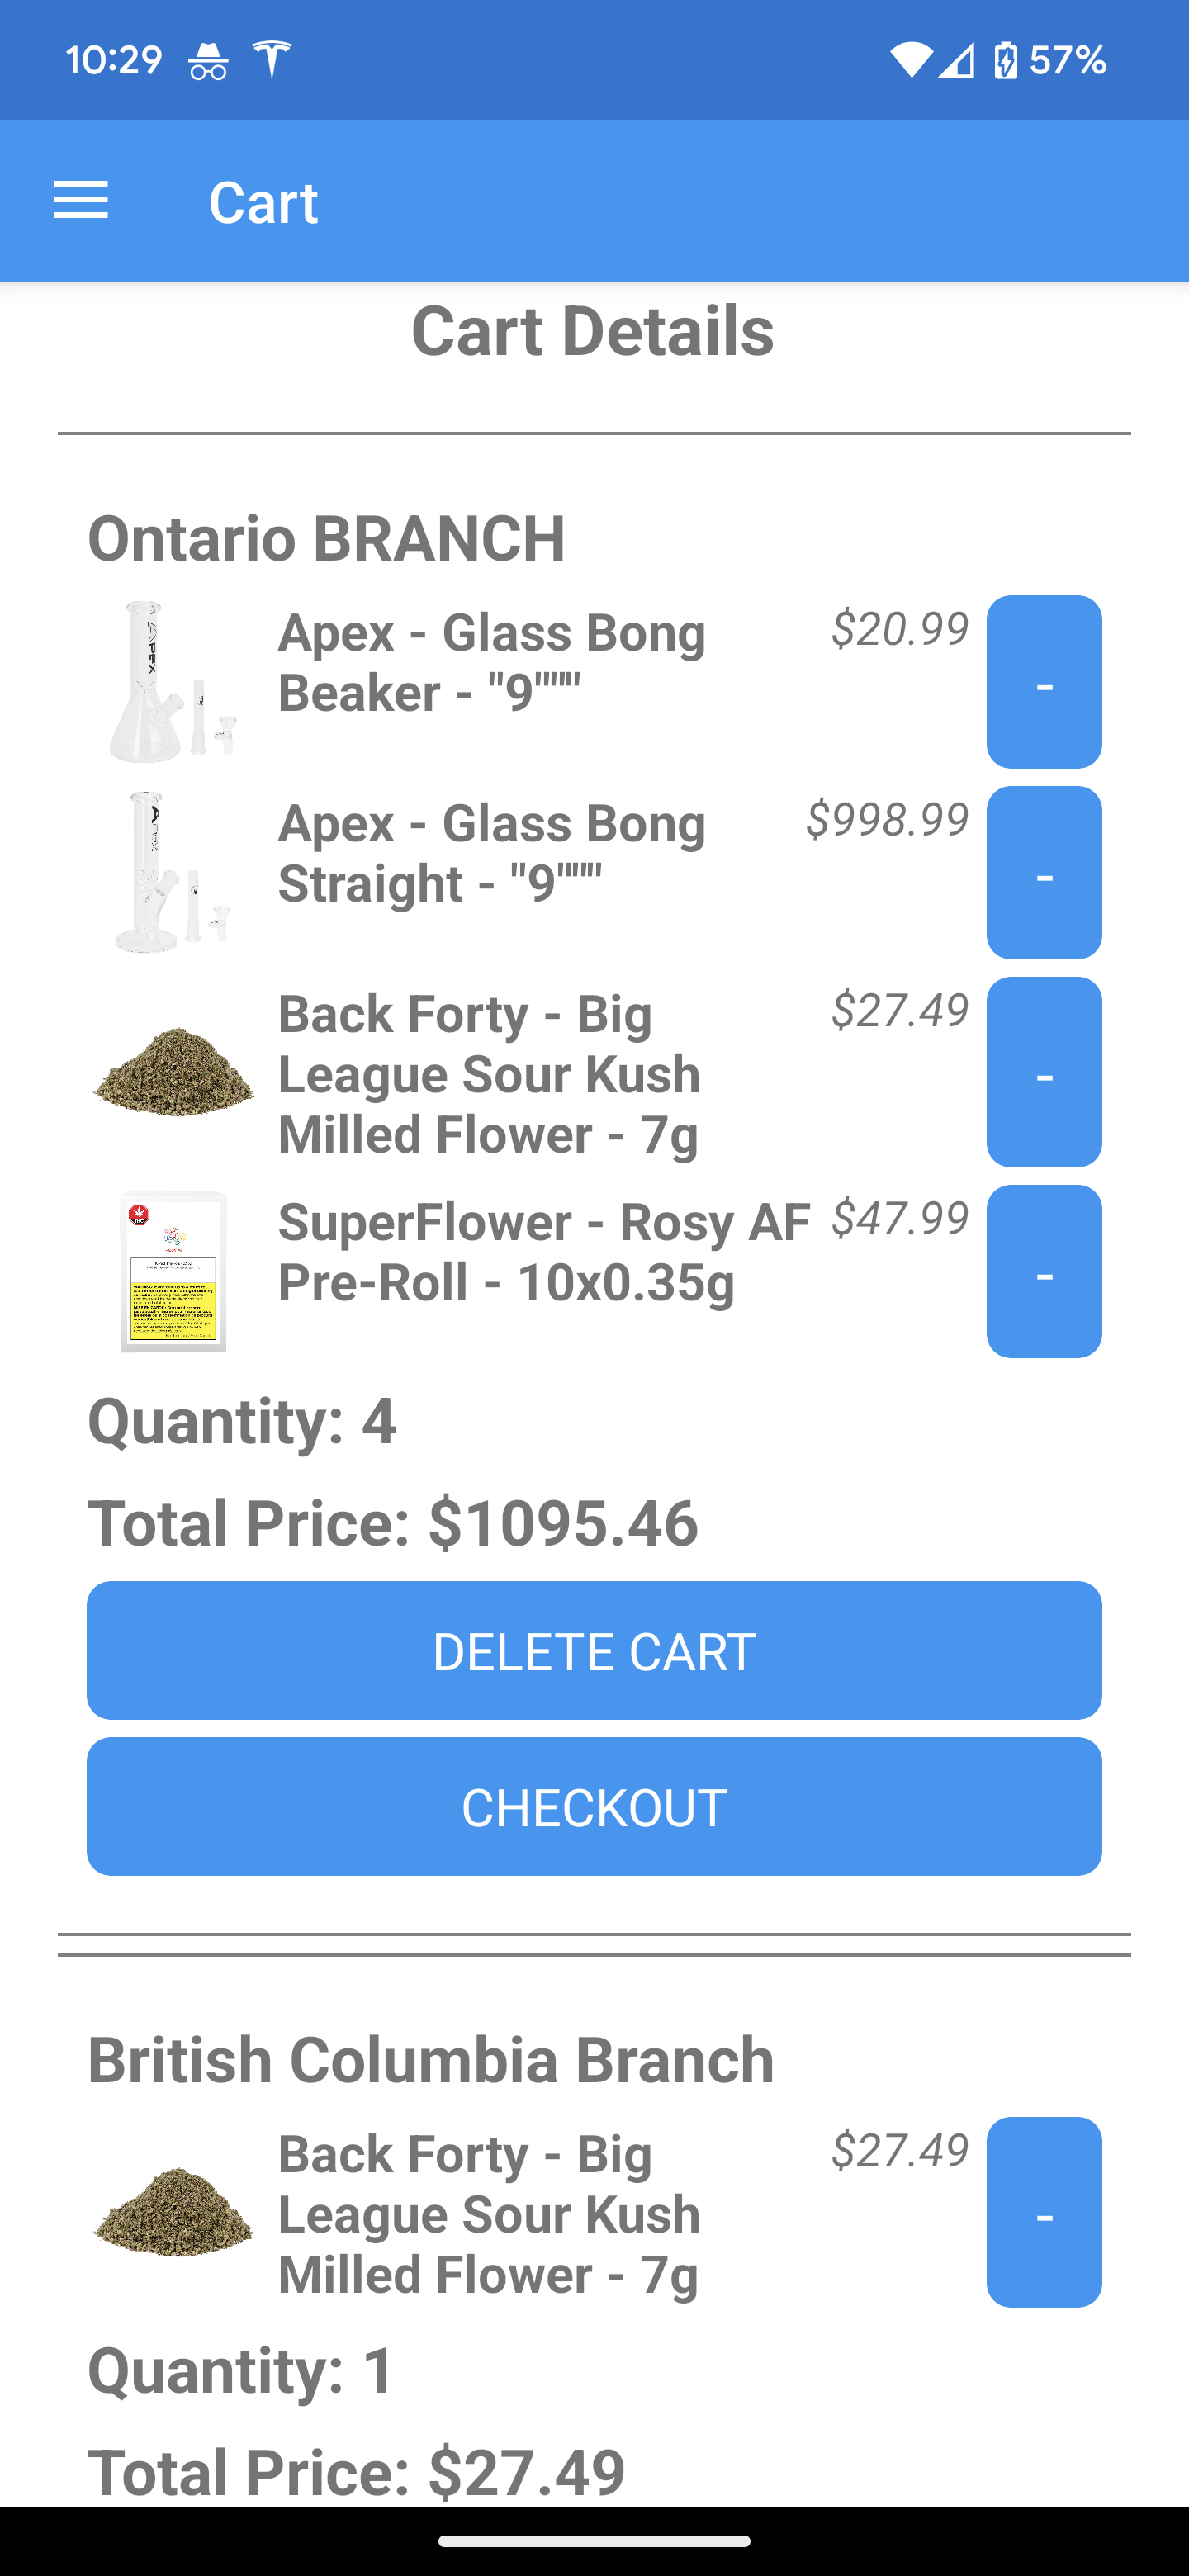 10:29
57%
Cart
Cart Details
Ontario BRANCH
APEX
Apex - Glass Bong
Beaker - "9""""
$20.99
-
APEX
Apex - Glass Bong
Straight - "9""""
$998.99
-
Back Forty - Big
League Sour Kush
Milled Flower - 7g
$27.49
-
SuperFlower - Rosy AF
Pre-Roll - 10x0.35g
$47.99
-
Quantity: 4
Total Price: $1095.46
DELETE CART
CHECKOUT
British Columbia Branch
Back Forty - Big
League Sour Kush
Milled Flower - 7g
$27.49
-
Quantity: 1
Total Price: $27.49